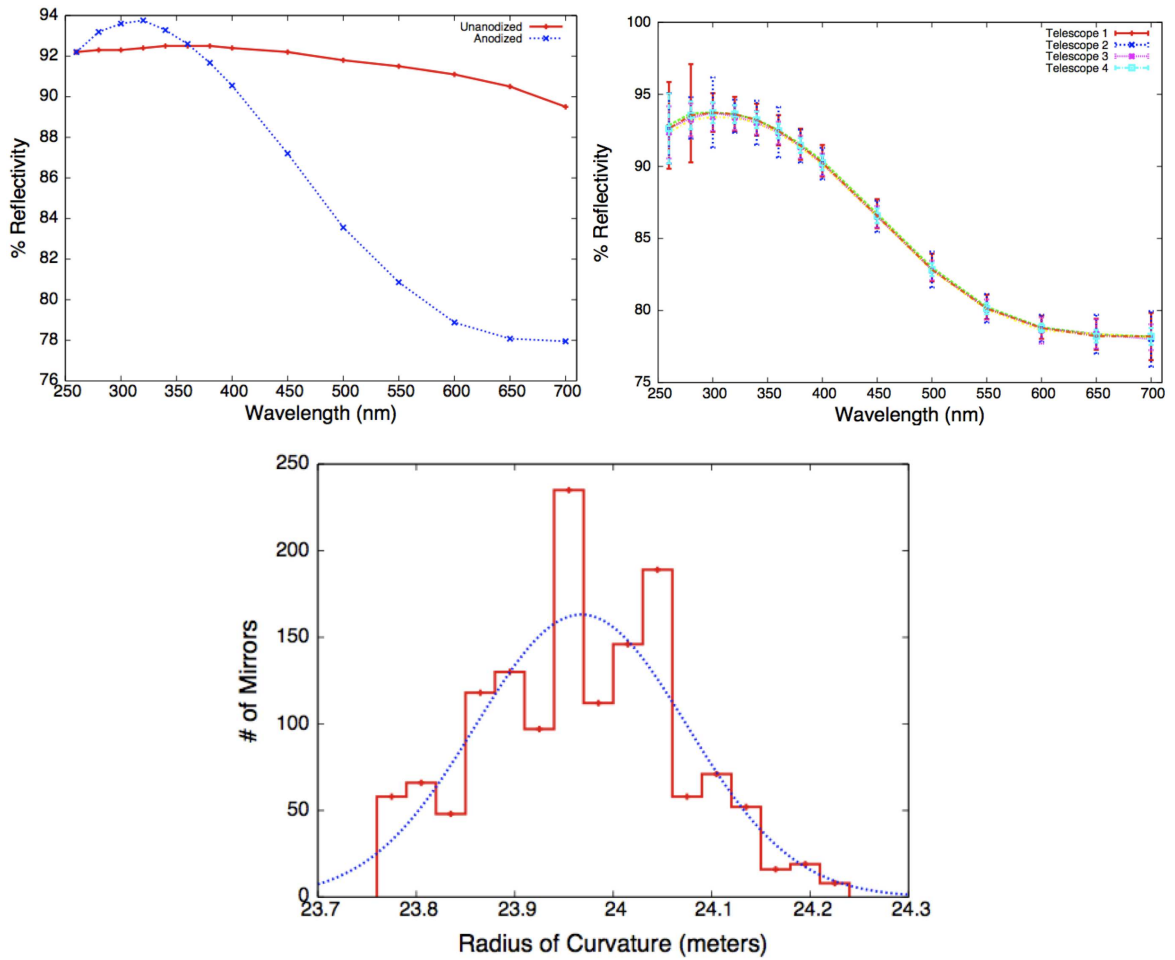 94
92
90
88
86
84
82
80
78
76
% Reflectivity
Unanodized
Anodized
250 300 350 400 450 500 550 600 650 700
Wavelength (nm)
100
95
90
85
80
75
% Reflectivity
Telescope 1
Telescope 2
Telescope 3
Telescope 4
250 300 350 400 450 500 550 600 650 700
Wavelength (nm)
250
200
150
100
50
0
# of Mirrors
23.7 23.8 23.9 24 24.1 24.2 24.3
Radius of Curvature (meters)